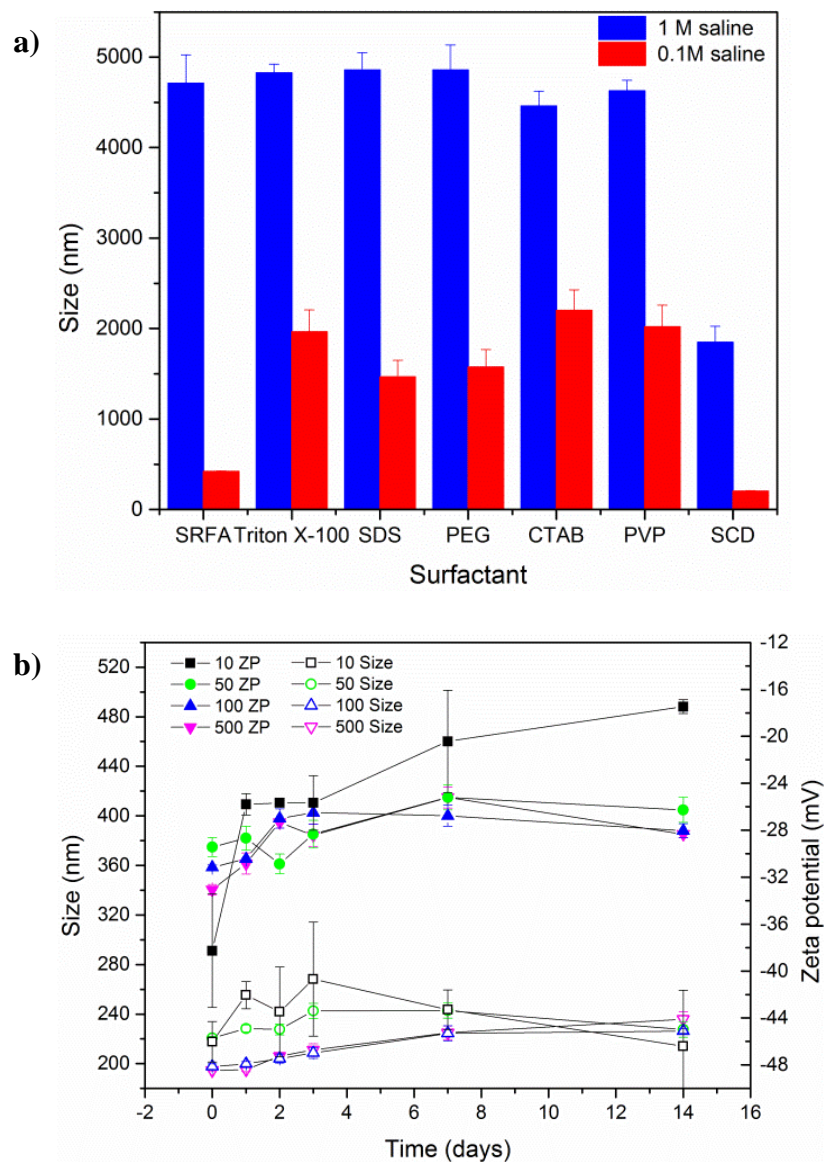 a)
1 M saline
0.1M saline
5000
4000
3000
2000
1000
0
Size (nm)
SRFA Triton X-100 SDS PEG CTAB PVP SCD
Surfactant
b)
10 ZP 10 Size
50 ZP 50 Size
100 ZP 100 Size
500 ZP 500 Size
520
480
440
400
360
320
280
240
200
Size (nm)
-12
-16
-20
-24
-28
-32
-36
-40
-44
-48
Zeta potential (mV)
-2 0 2 4 6 8 10 12 14 16
Time (days)